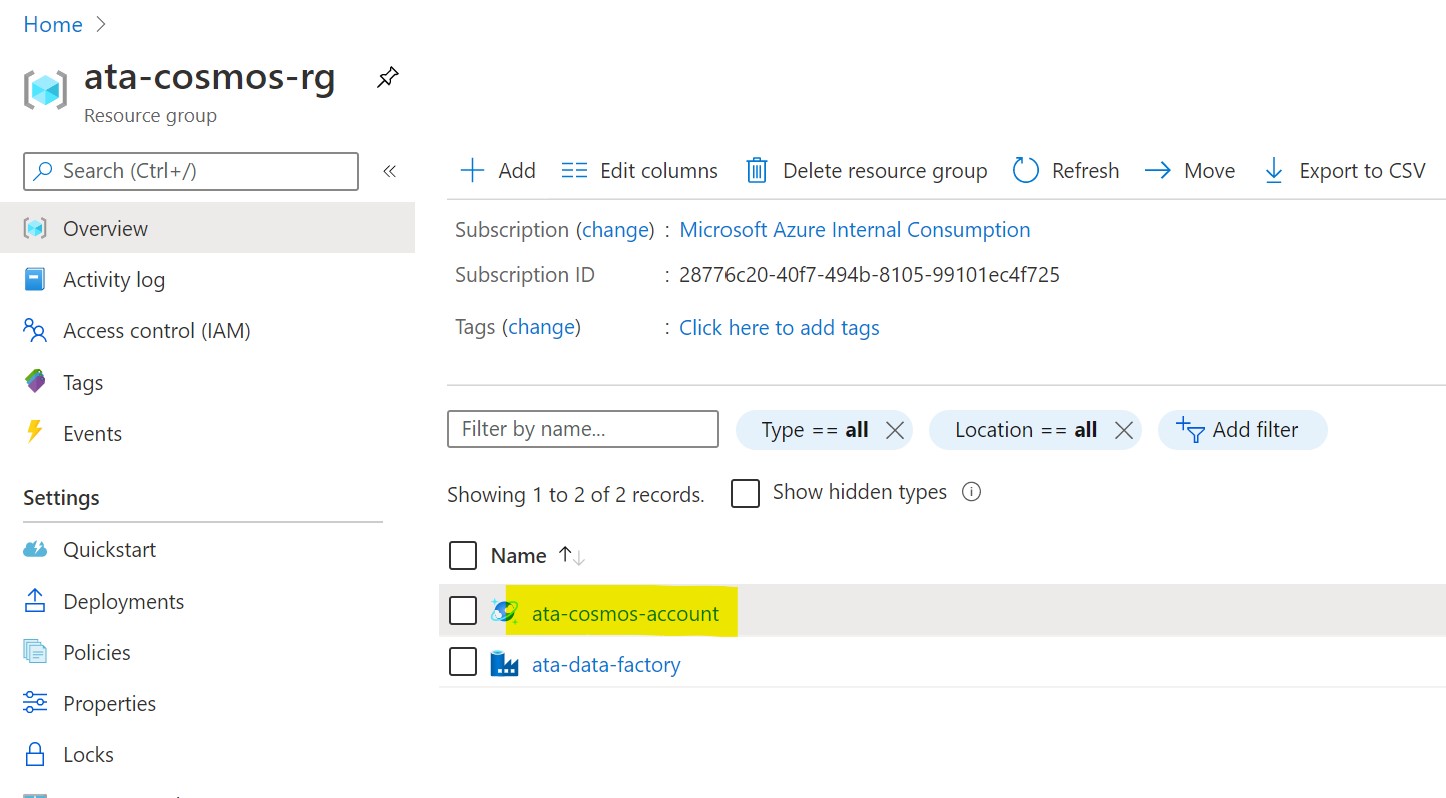 Home
ata-cosmos-rg
Resource group
Search (Ctrl+/)
Overview
Activity log
Access control (IAM)
Tags
Events
Settings
Quickstart
Deployments
Policies
Properties
Locks
Add Edit columns Delete resource group Refresh Move Export to CSV
Subscription (change) : Microsoft Azure Internal Consumption
Subscription ID : 28776c20-40f7-494b-8105-99101ec4f725
Tags (change) : Click here to add tags
Filter by name... Type == all Location == all Add filter
Showing 1 to 2 of 2 records. Show hidden types
Name
ata-cosmos-account
ata-data-factory